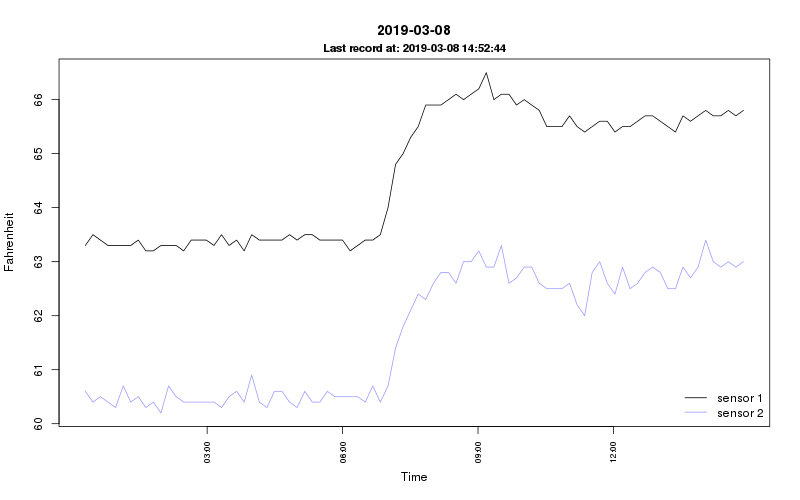 2019-03-08
Last record at: 2019-03-08 14:52:44
Fahrenheit
66
65
64
63
62
61
60
sensor 1
sensor 2
03:00
06:00
09:00
12:00
Time